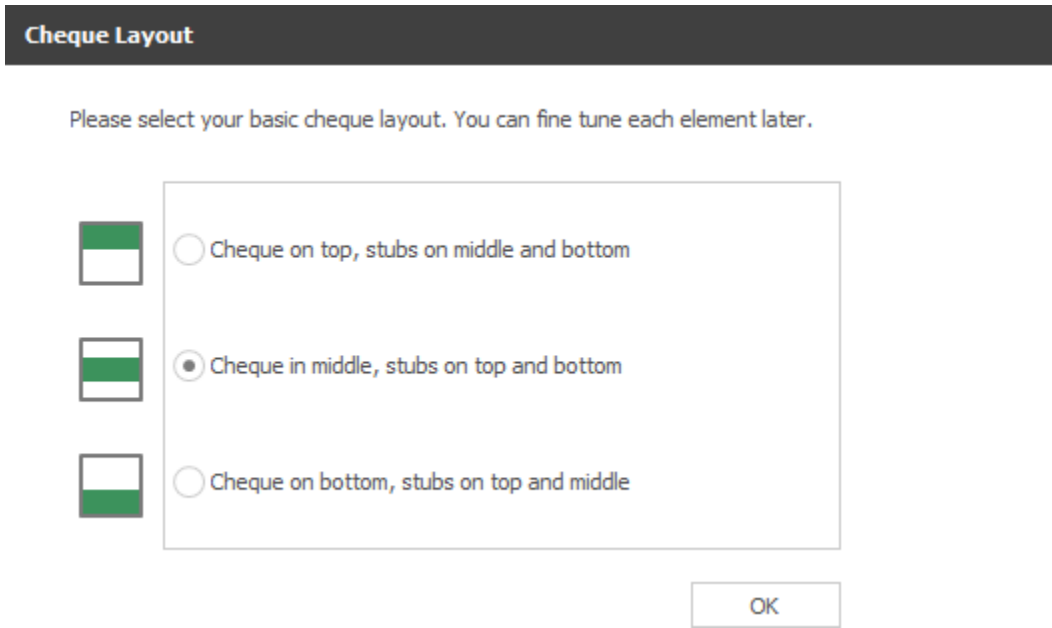 Cheque Layout
Please select your basic cheque layout. You can fine tune each element later.
Cheque on top, stubs on middle and bottom
Cheque in middle, stubs on top and bottom
Cheque on bottom, stubs on top and middle
OK